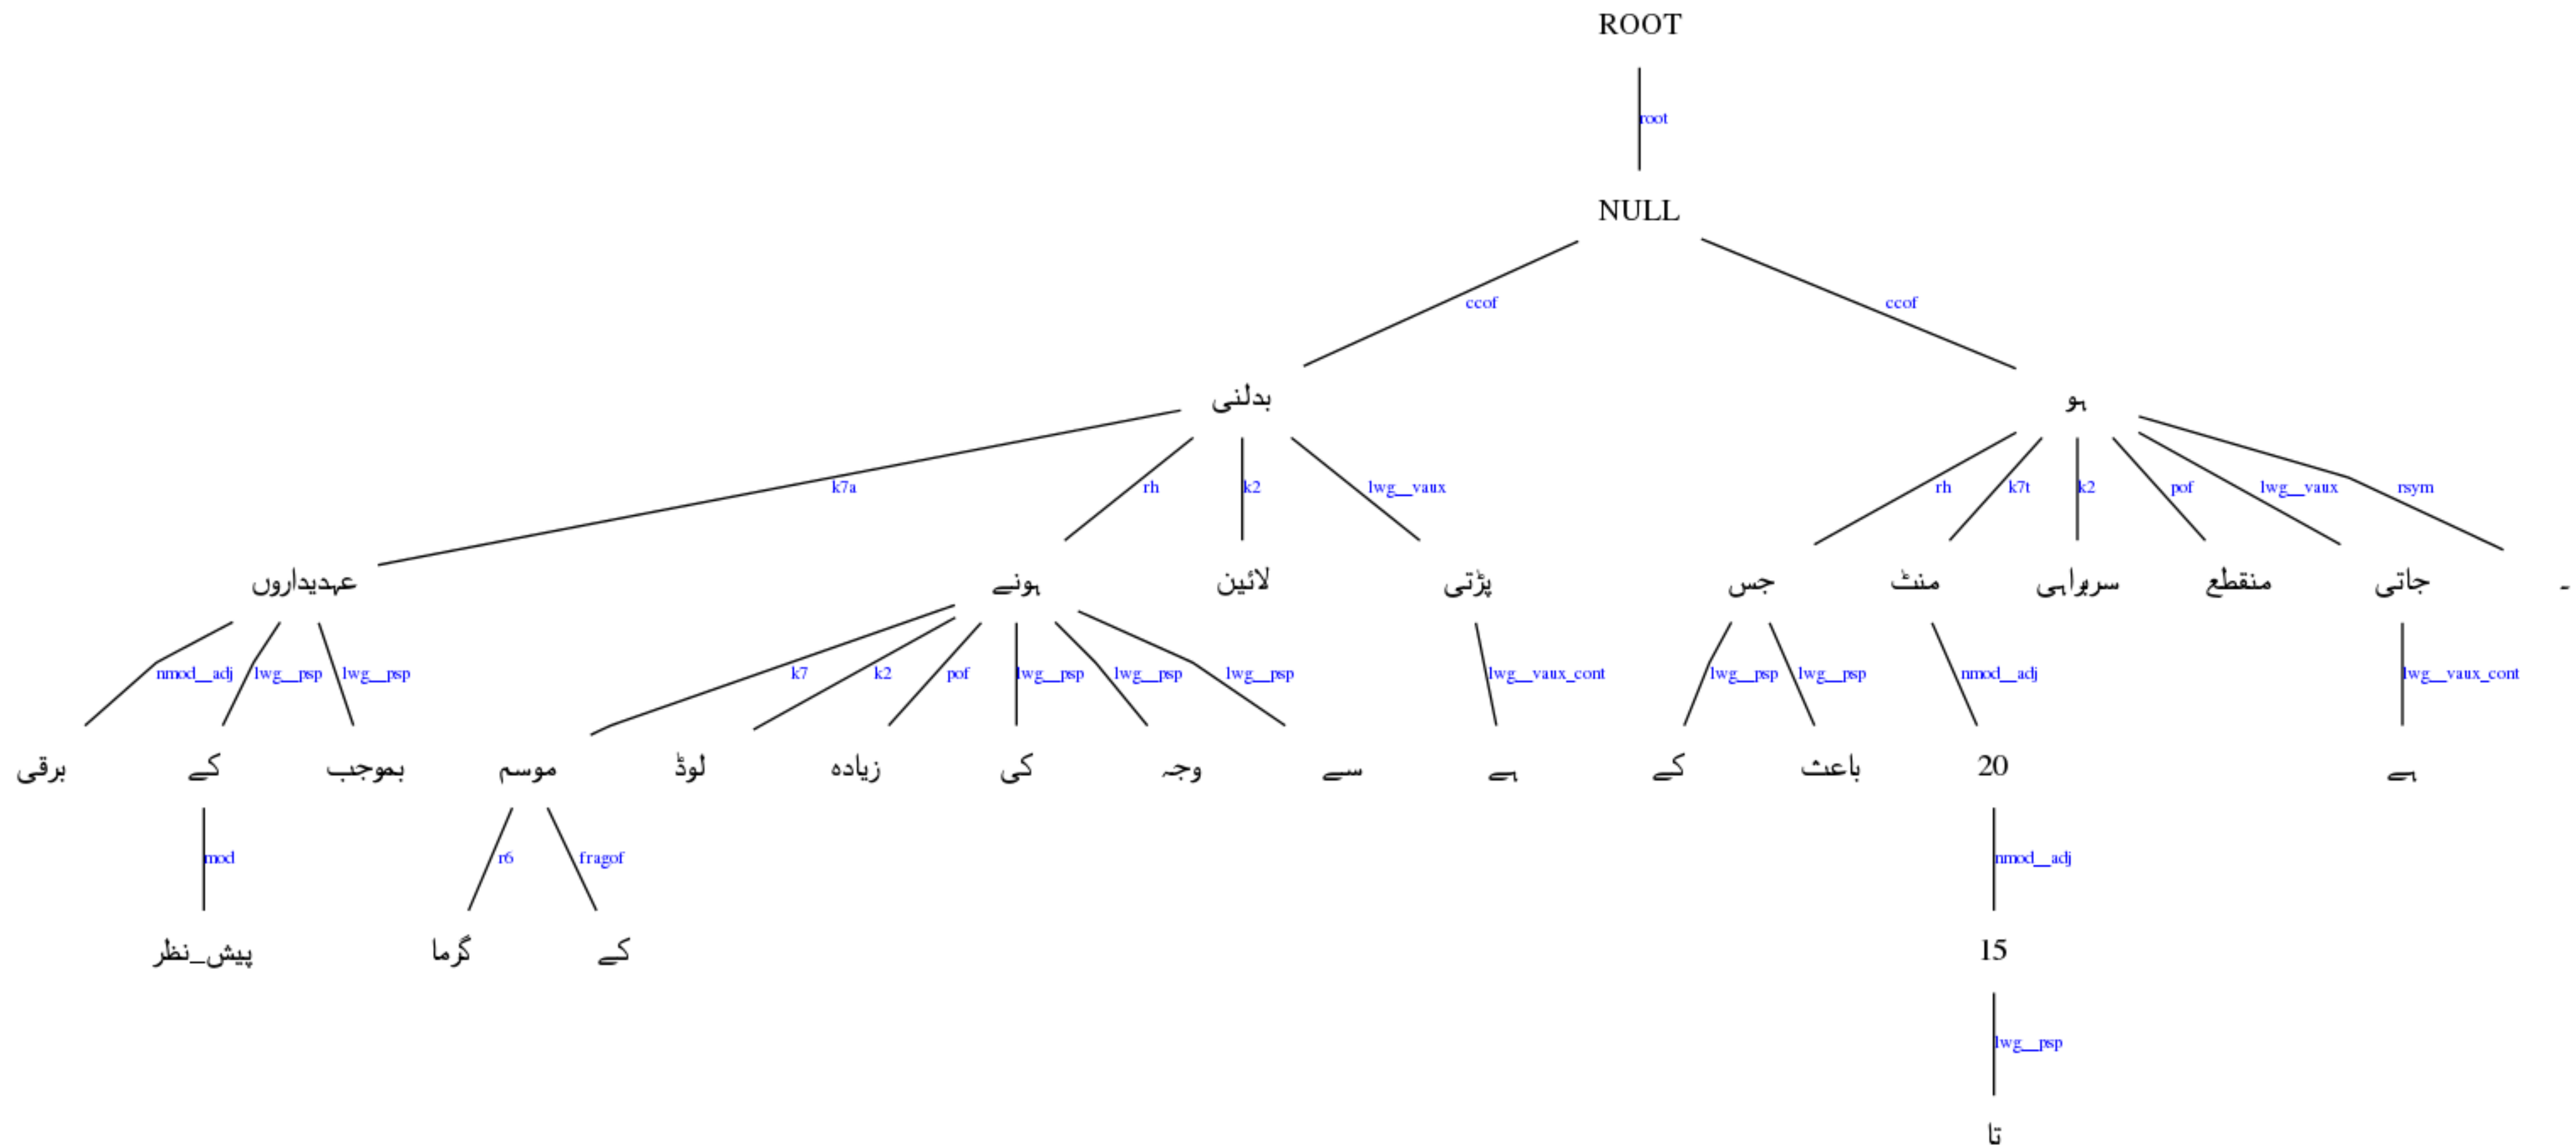 ROOT
root
NULL
ccof ccof
بدلنی ہو
k7a rh k2 lwg__vaux rh k7t k2 pof lwg__vaux rsym
عہدیداروں ہونے لائین پڑتی جس منٹ سربراہی منقطع جاتی ۔
nmod__adj lwg__psp lwg__psp k7 k2 pof lwg__psp lwg__psp lwg__psp lwg__vaux_cont lwg__psp lwg__psp nmod__adj lwg__vaux_cont
برقی کے بموجب موسم لوڈ زیادہ کی وجہ سے ہے کے باعث 20 ہے
mod r6 fragof nmod__adj
پیش_نظر گرما کے 15
lwg__psp
تا